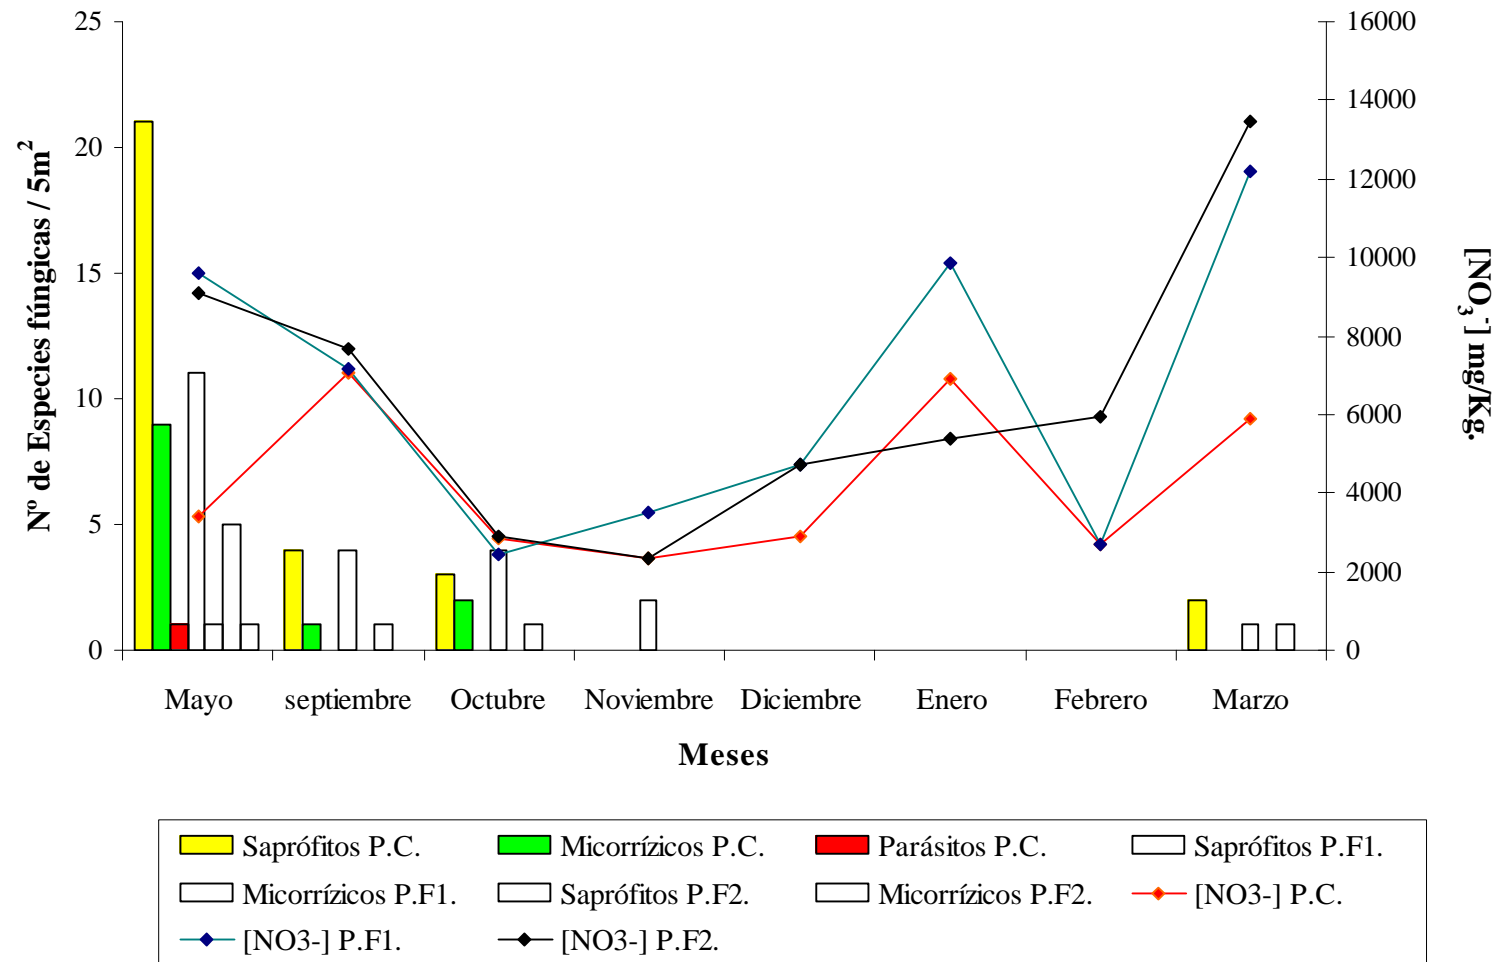 25
20
15
10
5
0
Nº de Especies fúngicas / 5m²
16000
14000
12000
10000
8000
6000
4000
2000
0
[NO₃⁻] mg/Kg.
Mayo septiembre Octubre Noviembre Diciembre Enero Febrero Marzo
Meses
Saprófitos P.C. Micorrízicos P.C. Parásitos P.C. Saprófitos P.F1.
Micorrízicos P.F1. Saprófitos P.F2. Micorrízicos P.F2. [NO3-] P.C.
[NO3-] P.F1. [NO3-] P.F2.